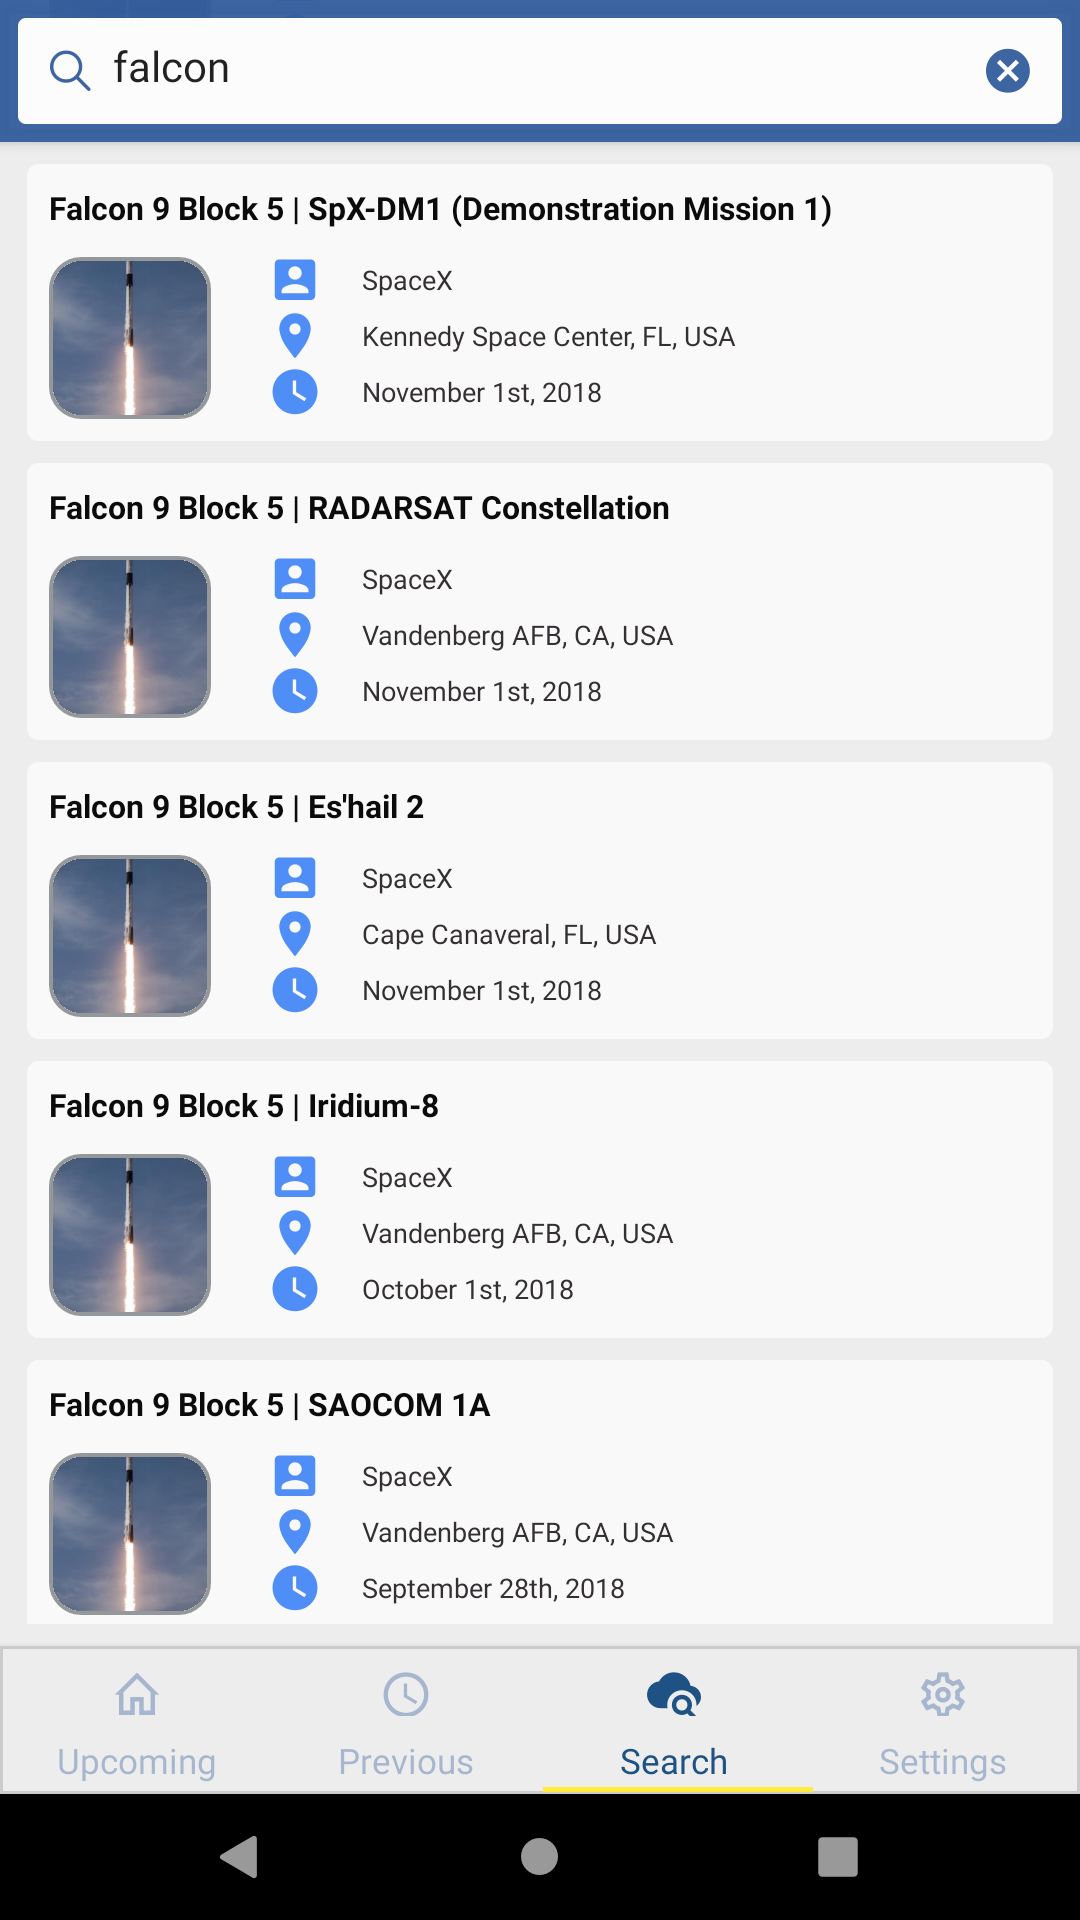 falcon
Falcon 9 Block 5 | SpX-DM1 (Demonstration Mission 1)
SpaceX
Kennedy Space Center, FL, USA
November 1st, 2018
Falcon 9 Block 5 | RADARSAT Constellation
SpaceX
Vandenberg AFB, CA, USA
November 1st, 2018
Falcon 9 Block 5 | Es'hail 2
SpaceX
Cape Canaveral, FL, USA
November 1st, 2018
Falcon 9 Block 5 | Iridium-8
SpaceX
Vandenberg AFB, CA, USA
October 1st, 2018
Falcon 9 Block 5 | SAOCOM 1A
SpaceX
Vandenberg AFB, CA, USA
September 28th, 2018
Upcoming Previous Search Settings